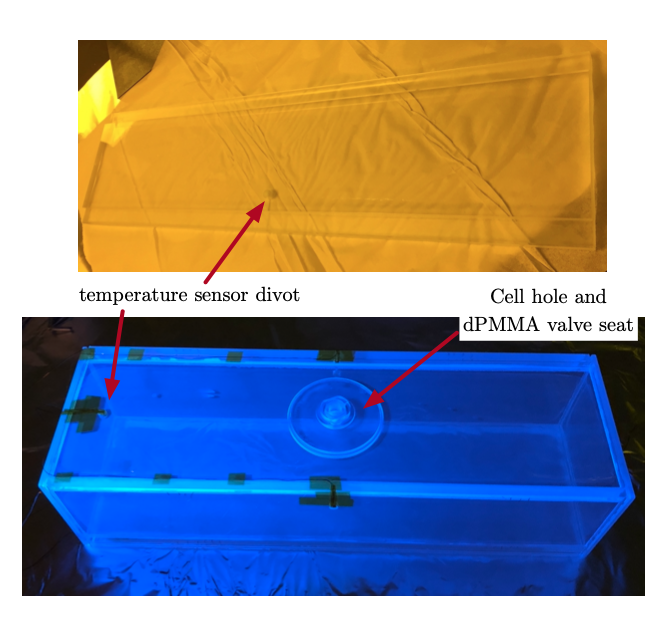 temperature sensor divot
Cell hole and
dPMMA valve seat